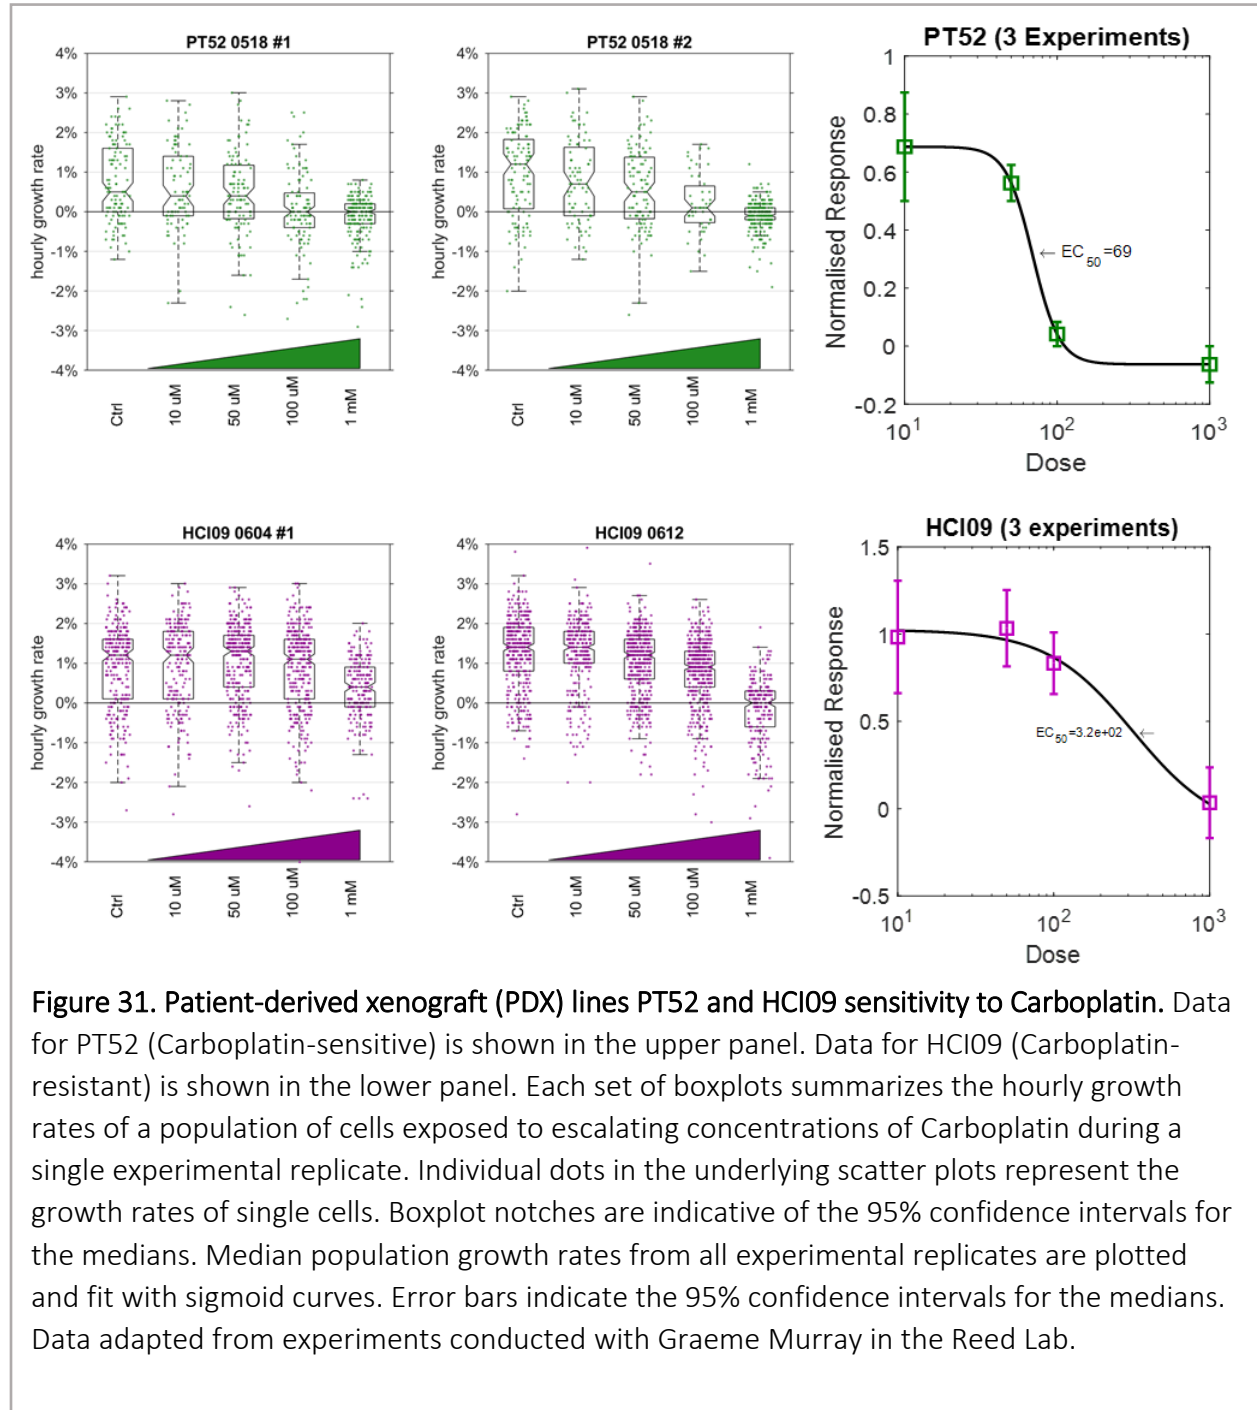 PT52 0518 #1
4%
3%
2%
1%
0%
-1%
-2%
-3%
-4%
hourly growth rate
Ctrl
10 uM
50 uM
100 uM
1 mM
PT52 0518 #2
4%
3%
2%
1%
0%
-1%
-2%
-3%
-4%
hourly growth rate
Ctrl
10 uM
50 uM
100 uM
1 mM
PT52 (3 Experiments)
1
0.8
0.6
0.4
0.2
0
-0.2
Normalised Response
← EC50=69
10^1
10^2
10^3
Dose
HCI09 0604 #1
4%
3%
2%
1%
0%
-1%
-2%
-3%
-4%
hourly growth rate
Ctrl
10 uM
50 uM
100 uM
1 mM
HCI09 0612
4%
3%
2%
1%
0%
-1%
-2%
-3%
-4%
hourly growth rate
Ctrl
10 uM
50 uM
100 uM
1 mM
HCI09 (3 experiments)
1.5
1
0.5
0
-0.5
Normalised Response
EC50=3.2e+02 ←
10^1
10^2
10^3
Dose
Figure 31. Patient-derived xenograft (PDX) lines PT52 and HCI09 sensitivity to Carboplatin. Data
for PT52 (Carboplatin-sensitive) is shown in the upper panel. Data for HCI09 (Carboplatin-
resistant) is shown in the lower panel. Each set of boxplots summarizes the hourly growth
rates of a population of cells exposed to escalating concentrations of Carboplatin during a
single experimental replicate. Individual dots in the underlying scatter plots represent the
growth rates of single cells. Boxplot notches are indicative of the 95% confidence intervals for
the medians. Median population growth rates from all experimental replicates are plotted
and fit with sigmoid curves. Error bars indicate the 95% confidence intervals for the medians.
Data adapted from experiments conducted with Graeme Murray in the Reed Lab.